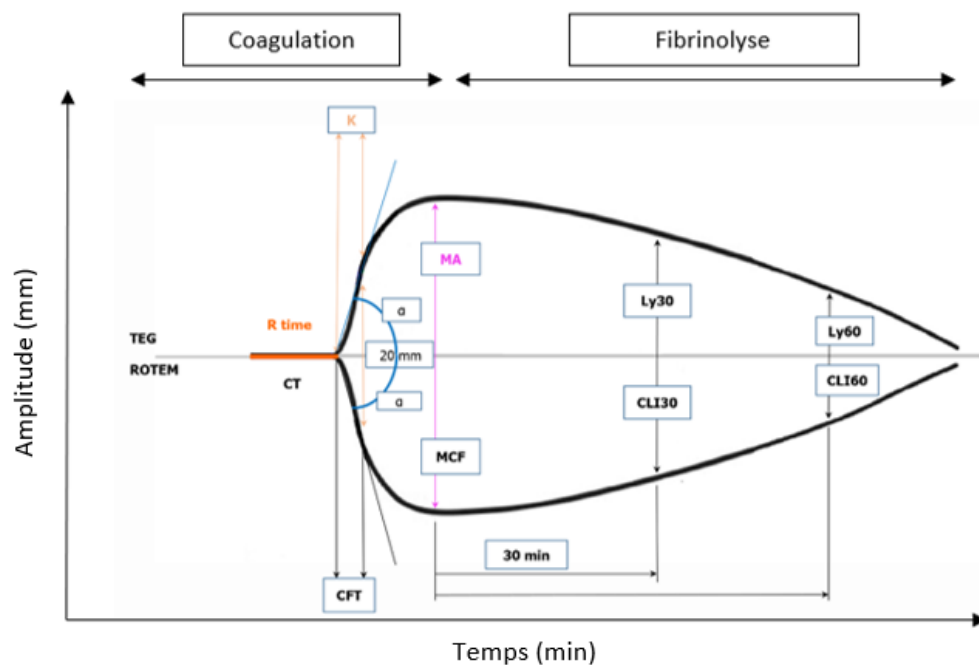 Coagulation
Fibrinolyse
K
MA
Ly30
α
R time
TEG
20 mm
Ly60
ROTEM
CT
CLI60
α
CLI30
MCF
30 min
CFT
Amplitude (mm)
Temps (min)